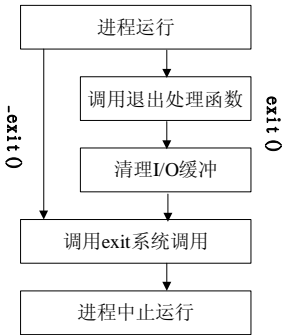 进程运行
调用退出处理函数
_exit()
exit()
清理I/O缓冲
调用exit系统调用
进程中止运行